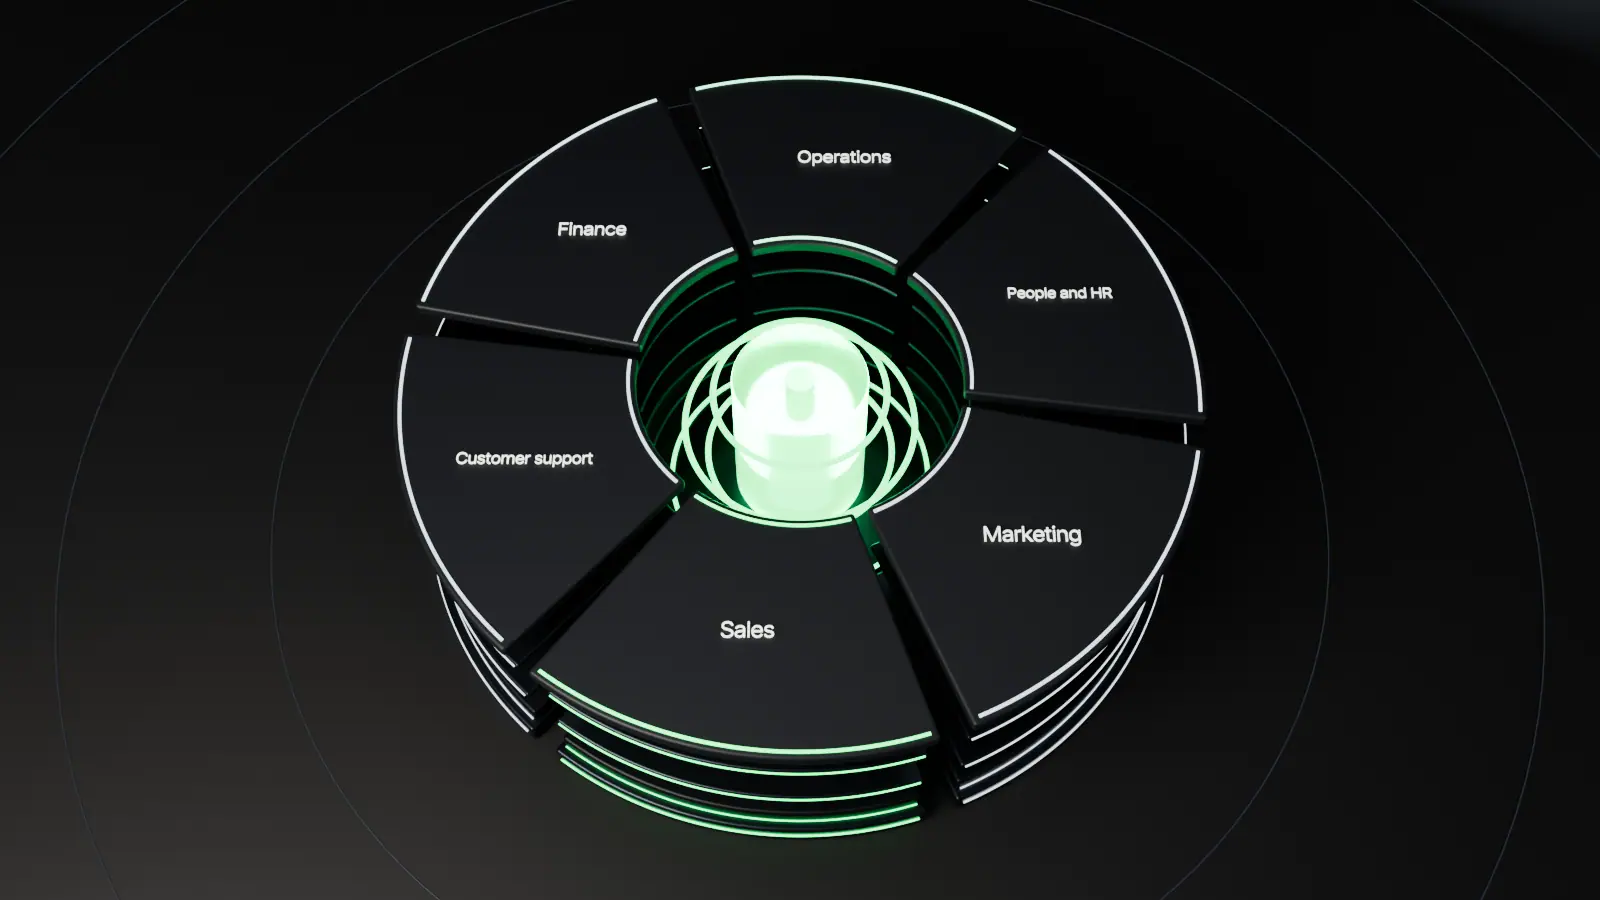 Operations
Finance
People and HR
Customer support
Marketing
Sales